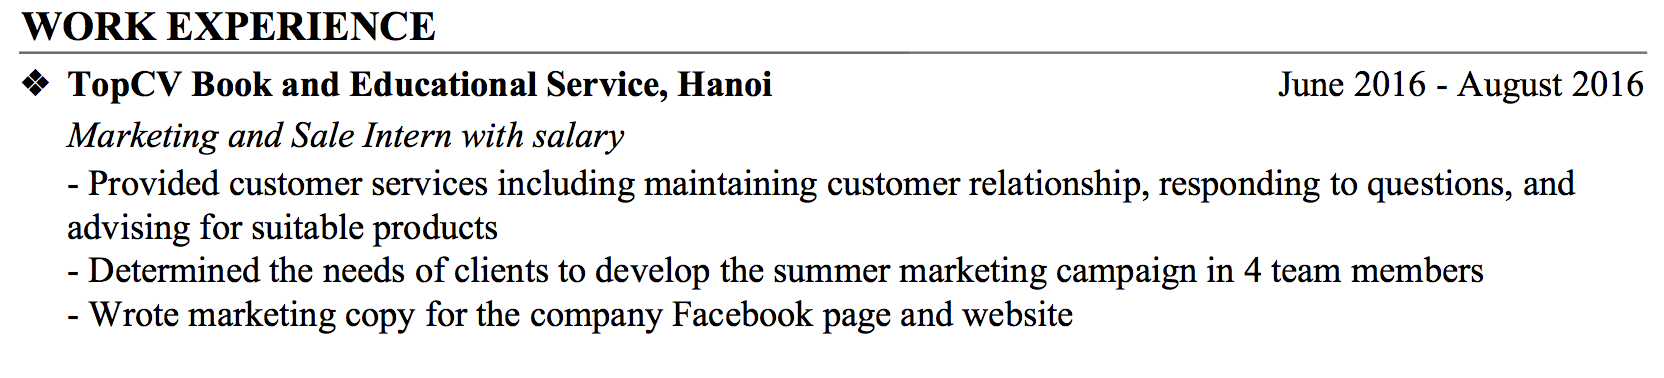 WORK EXPERIENCE
❖ TopCV Book and Educational Service, Hanoi June 2016 - August 2016
Marketing and Sale Intern with salary
- Provided customer services including maintaining customer relationship, responding to questions, and
advising for suitable products
- Determined the needs of clients to develop the summer marketing campaign in 4 team members
- Wrote marketing copy for the company Facebook page and website